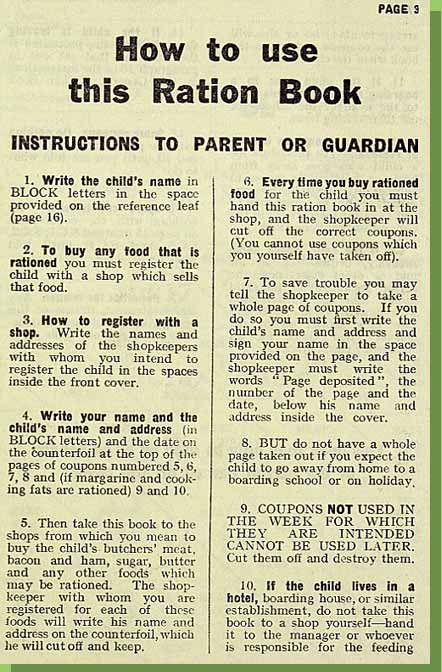 PAGE 3
How to use
this Ration Book
INSTRUCTIONS TO PARENT OR GUARDIAN
1. Write the child's name in
BLOCK letters in the space
provided on the reference leaf
(page 16).
2. To buy any food that is
rationed you must register the
child with a shop which sells
that food.
3. How to register with a
shop. Write the names and
addresses of the shopkeepers
with whom you intend to
register the child in the spaces
inside the front cover.
4. Write your name and the
child's name and address (in
BLOCK letters) and the date on
the counterfoil at the top of the
pages of coupons numbered 5, 6,
7, 8 and (if margarine and cook-
ing fats are rationed) 9 and 10.
5. Then take this book to the
shops from which you mean to
buy the child's butchers' meat,
bacon and ham, sugar, butter
and any other foods which
may be rationed. The shop-
keeper with whom you are
registered for each of these
foods will write his name and
address on the counterfoil, which
he will cut off and keep.
6. Every time you buy rationed
food for the child you must
hand this ration book in at the
shop, and the shopkeeper will
cut off the correct coupons.
(You cannot use coupons which
you yourself have taken off).
7. To save trouble you may
tell the shopkeeper to take a
whole page of coupons. If you
do so you must first write the
child's name and address and
sign your name in the space
provided on the page, and the
shopkeeper must write the
words "Page deposited", the
number of the page and the
date, below his name and
address inside the cover.
8. BUT do not have a whole
page taken out if you expect the
child to go away from home to a
boarding school or on holiday.
9. COUPONS NOT USED IN
THE WEEK FOR WHICH
THEY ARE INTENDED
CANNOT BE USED LATER.
Cut them off and destroy them.
10. If the child lives in a
hotel, boarding house, or similar
establishment, do not take this
book to a shop yourself—hand
it to the manager or whoever
is responsible for the feeding